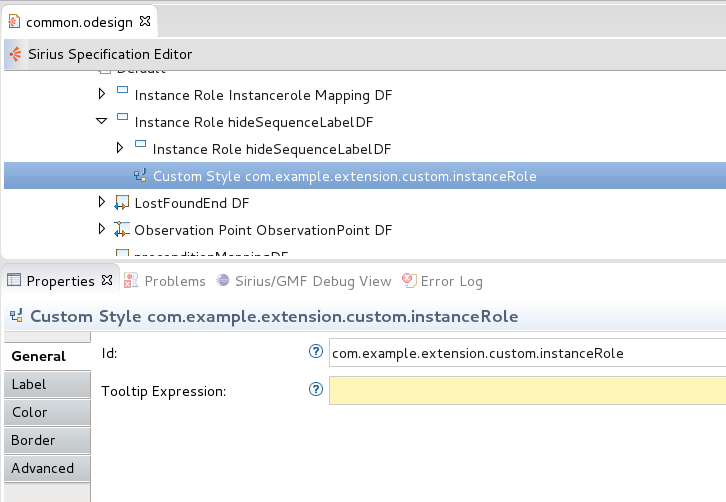 common.odesign
Sirius Specification Editor
Default
Instance Role Instancerole Mapping DF
Instance Role hideSequenceLabelDF
Instance Role hideSequenceLabelDF
Custom Style com.example.extension.custom.instanceRole
LostFoundEnd DF
Observation Point ObservationPoint DF
preconditionMappingDF
Properties Problems Sirius/GMF Debug View Error Log
Custom Style com.example.extension.custom.instanceRole
General
Id: com.example.extension.custom.instanceRole
Label
Tooltip Expression:
Color
Border
Advanced